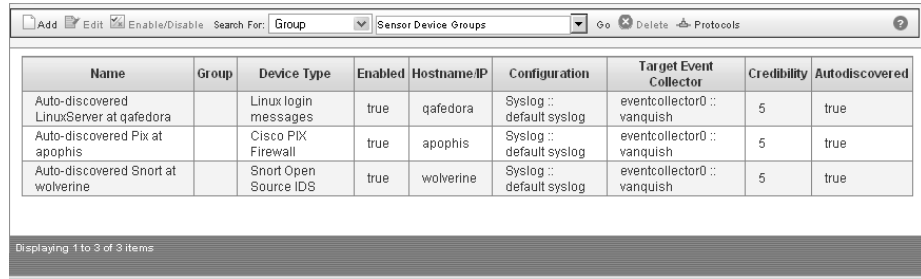 Add Edit Enable/Disable Search For: Group Sensor Device Groups Go Delete Protocols ?
Name Group Device Type Enabled Hostname/IP Configuration Target Event Collector Credibility Autodiscovered
Auto-discovered LinuxServer at qafedora Linux login messages true qafedora Syslog :: default syslog eventcollector0 :: vanquish 5 true
Auto-discovered Pix at apophis Cisco PIX Firewall true apophis Syslog :: default syslog eventcollector0 :: vanquish 5 true
Auto-discovered Snort at wolverine Snort Open Source IDS true wolverine Syslog :: default syslog eventcollector0 :: vanquish 5 true
Displaying 1 to 3 of 3 items